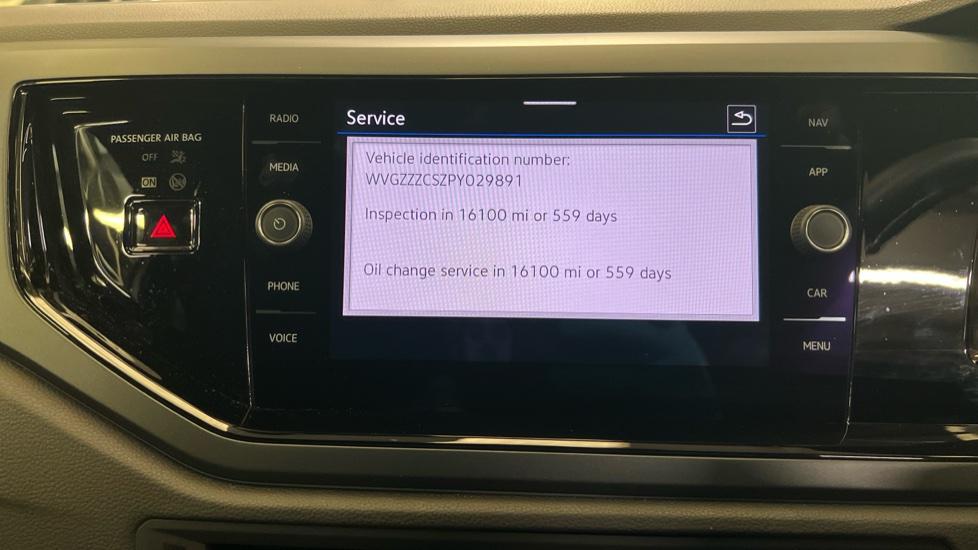 PASSENGER AIR BAG
OFF
ON
RADIO
MEDIA
PHONE
VOICE
Service
Vehicle identification number:
WVGZZZCSZPY029891
Inspection in 16100 mi or 559 days
Oil change service in 16100 mi or 559 days
NAV
APP
CAR
MENU